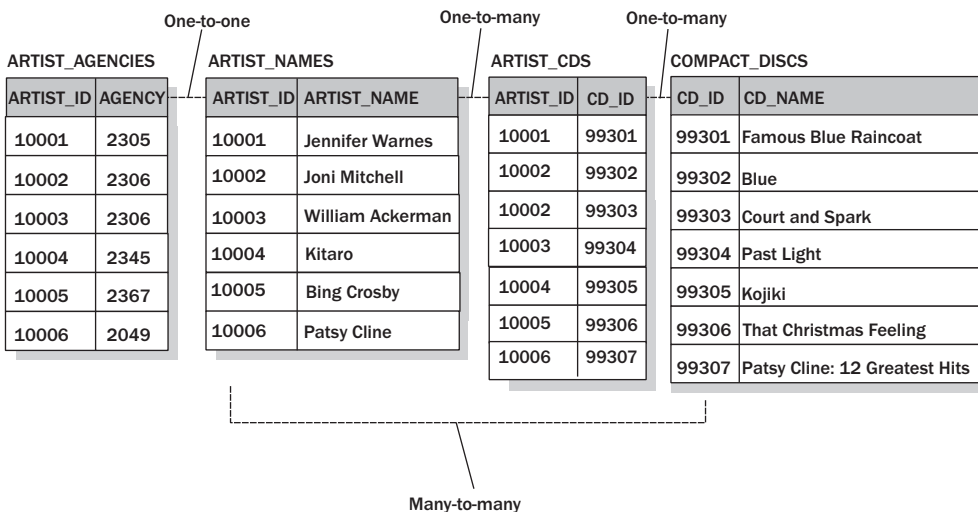 One-to-one
One-to-many
One-to-many
ARTIST_AGENCIES
ARTIST_ID AGENCY
10001 2305
10002 2306
10003 2306
10004 2345
10005 2367
10006 2049
ARTIST_NAMES
ARTIST_ID ARTIST_NAME
10001 Jennifer Warnes
10002 Joni Mitchell
10003 William Ackerman
10004 Kitaro
10005 Bing Crosby
10006 Patsy Cline
ARTIST_CDS
ARTIST_ID CD_ID
10001 99301
10002 99302
10002 99303
10003 99304
10004 99305
10005 99306
10006 99307
COMPACT_DISCS
CD_ID CD_NAME
99301 Famous Blue Raincoat
99302 Blue
99303 Court and Spark
99304 Past Light
99305 Kojiki
99306 That Christmas Feeling
99307 Patsy Cline: 12 Greatest Hits
Many-to-many